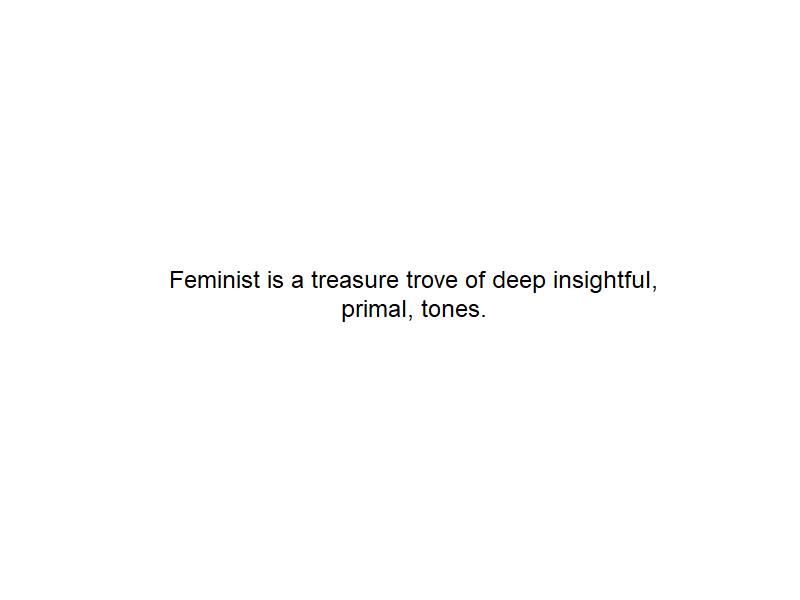 Feminist is a treasure trove of deep insightful,
primal, tones.